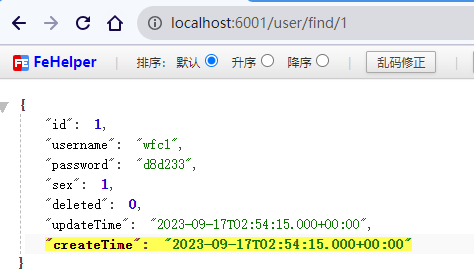 localhost:6001/user/find/1
FeHelper | 排序: 默认 升序 降序 | 乱码修正
{
"id": 1,
"username": "wfc1",
"password": "d8d233",
"sex": 1,
"deleted": 0,
"updateTime": "2023-09-17T02:54:15.000+00:00",
"createTime": "2023-09-17T02:54:15.000+00:00"
}